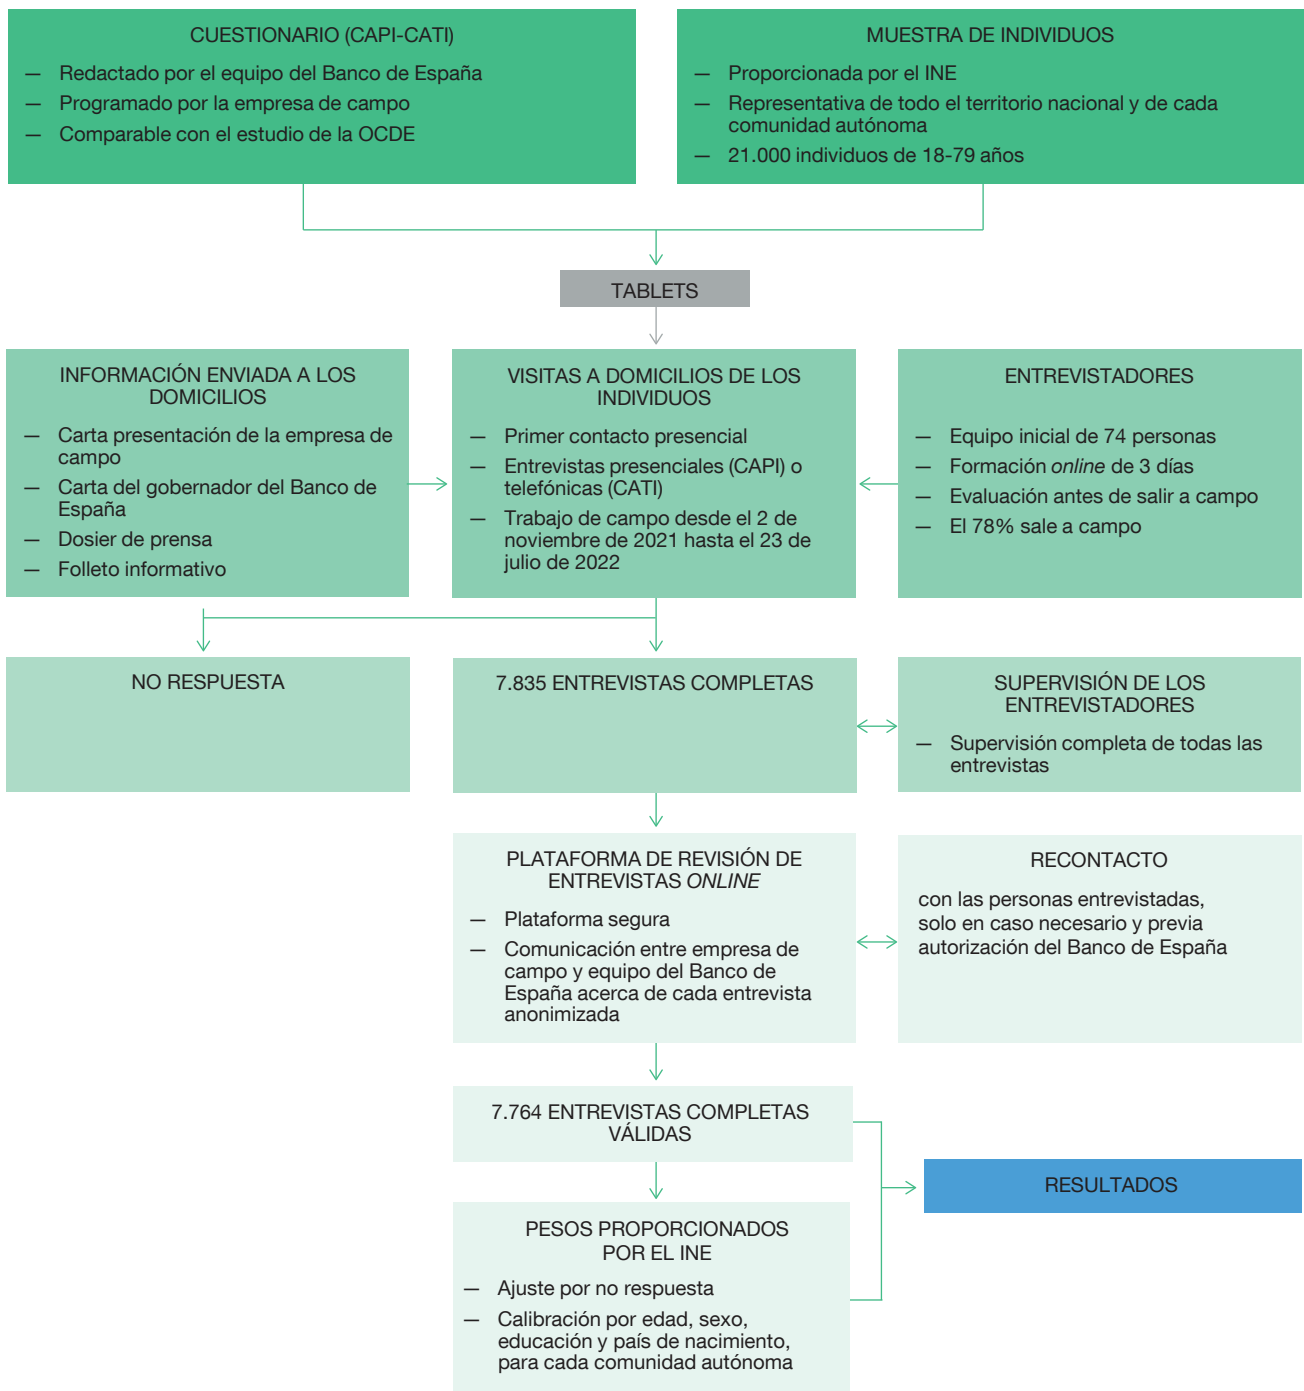 CUESTIONARIO (CAPI-CATI)
— Redactado por el equipo del Banco de España
— Programado por la empresa de campo
— Comparable con el estudio de la OCDE
MUESTRA DE INDIVIDUOS
— Proporcionada por el INE
— Representativa de todo el territorio nacional y de cada
comunidad autónoma
— 21.000 individuos de 18-79 años
TABLETS
INFORMACIÓN ENVIADA A LOS
DOMICILIOS
— Carta presentación de la empresa de
campo
— Carta del gobernador del Banco de
España
— Dosier de prensa
— Folleto informativo
VISITAS A DOMICILIOS DE LOS
INDIVIDUOS
— Primer contacto presencial
— Entrevistas presenciales (CAPI) o
telefónicas (CATI)
— Trabajo de campo desde el 2 de
noviembre de 2021 hasta el 23 de
julio de 2022
ENTREVISTADORES
— Equipo inicial de 74 personas
— Formación online de 3 días
— Evaluación antes de salir a campo
— El 78% sale a campo
NO RESPUESTA
7.835 ENTREVISTAS COMPLETAS
SUPERVISIÓN DE LOS
ENTREVISTADORES
— Supervisión completa de todas las
entrevistas
PLATAFORMA DE REVISIÓN DE
ENTREVISTAS ONLINE
— Plataforma segura
— Comunicación entre empresa de
campo y equipo del Banco de
España acerca de cada entrevista
anonimizada
RECONTACTO
con las personas entrevistadas,
solo en caso necesario y previa
autorización del Banco de España
7.764 ENTREVISTAS COMPLETAS
VÁLIDAS
RESULTADOS
PESOS PROPORCIONADOS
POR EL INE
— Ajuste por no respuesta
— Calibración por edad, sexo,
educación y país de nacimiento,
para cada comunidad autónoma